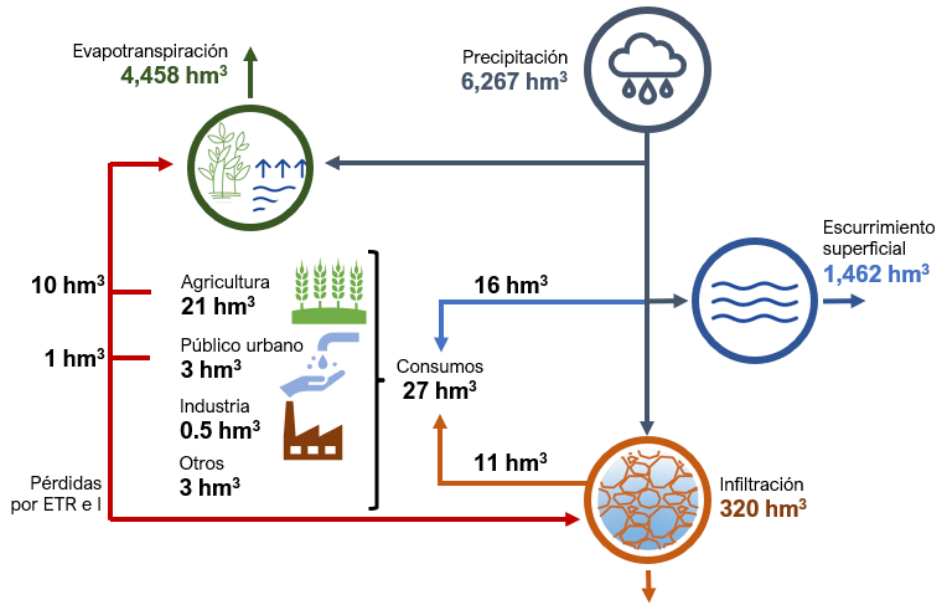 Evapotranspiración
4,458 hm³
Precipitación
6,267 hm³
Escurrimiento
superficial
1,462 hm³
10 hm³
1 hm³
Agricultura
21 hm³
Público urbano
3 hm³
Industria
0.5 hm³
Otros
3 hm³
16 hm³
Consumos
27 hm³
11 hm³
Pérdidas
por ETR e I
Infiltración
320 hm³